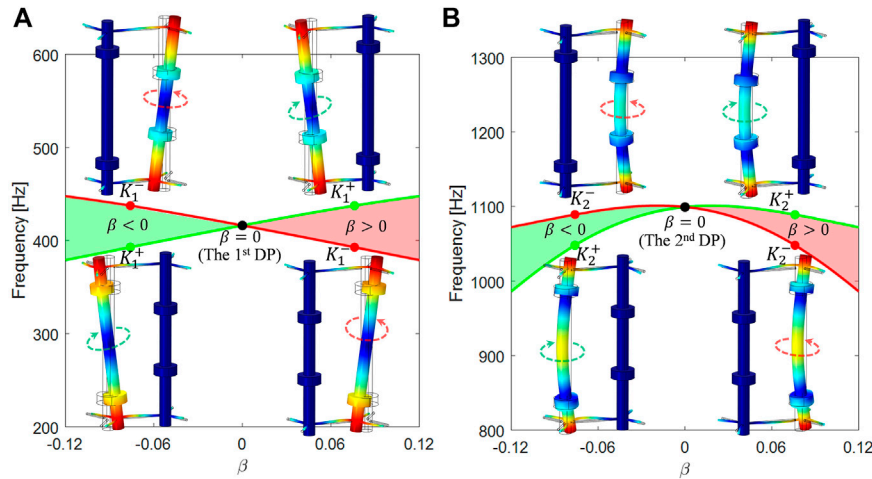 A
Frequency [Hz]
600
500
400
300
200
K₁⁻
K₁⁺
β < 0
β > 0
β = 0
(The 1ˢᵗ DP)
K₁⁺
K₁⁻
-0.12
-0.06
0
0.06
0.12
β
B
Frequency [Hz]
1300
1200
1100
1000
900
800
K₂⁻
K₂⁺
β < 0
β > 0
β = 0
(The 2ⁿᵈ DP)
K₂⁺
K₂⁻
-0.12
-0.06
0
0.06
0.12
β